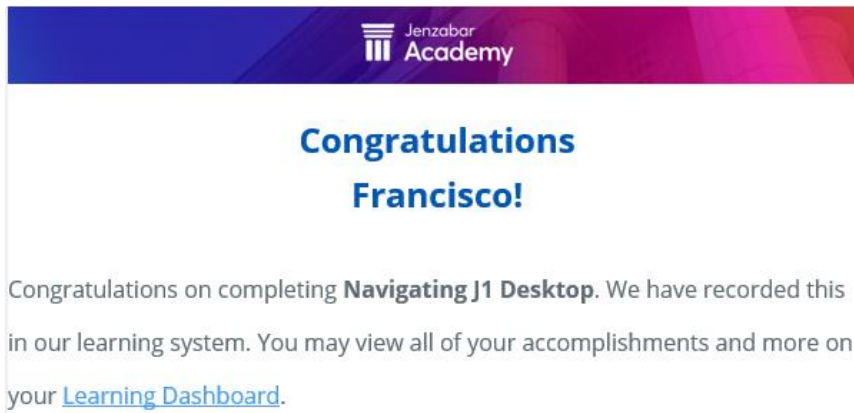 Jenzabar
Academy
Congratulations
Francisco!
Congratulations on completing Navigating J1 Desktop. We have recorded this
in our learning system. You may view all of your accomplishments and more on
your Learning Dashboard.